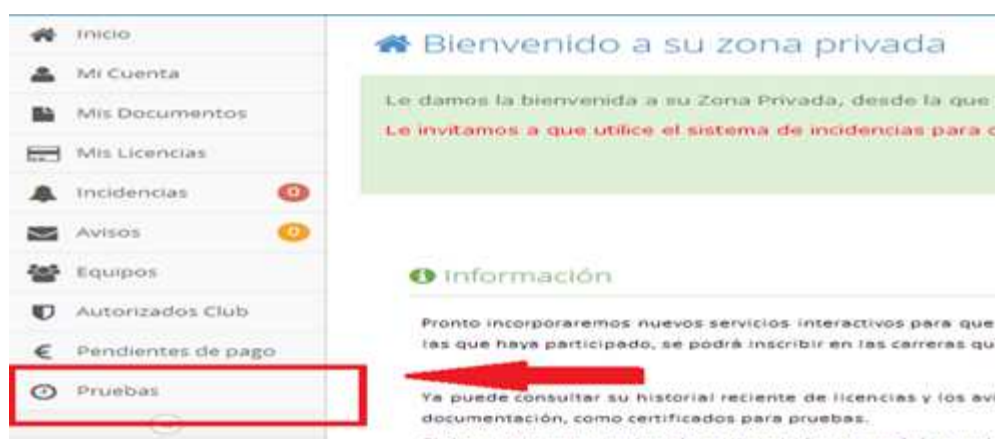 Inicio
Mi Cuenta
Mis Documentos
Mis Licencias
Incidencias 0
Avisos 0
Equipos
Autorizados Club
€ Pendientes de pago
Pruebas
Bienvenido a su zona privada
Le damos la bienvenida a su Zona Privada, desde la que
Le invitamos a que utilice el sistema de incidencias para
Información
Pronto incorporaremos nuevos servicios interactivos para que
las que haya participado, se podrá inscribir en las carreras
Ya puede consultar su historial reciente de licencias y los
documentación, como certificados para pruebas.